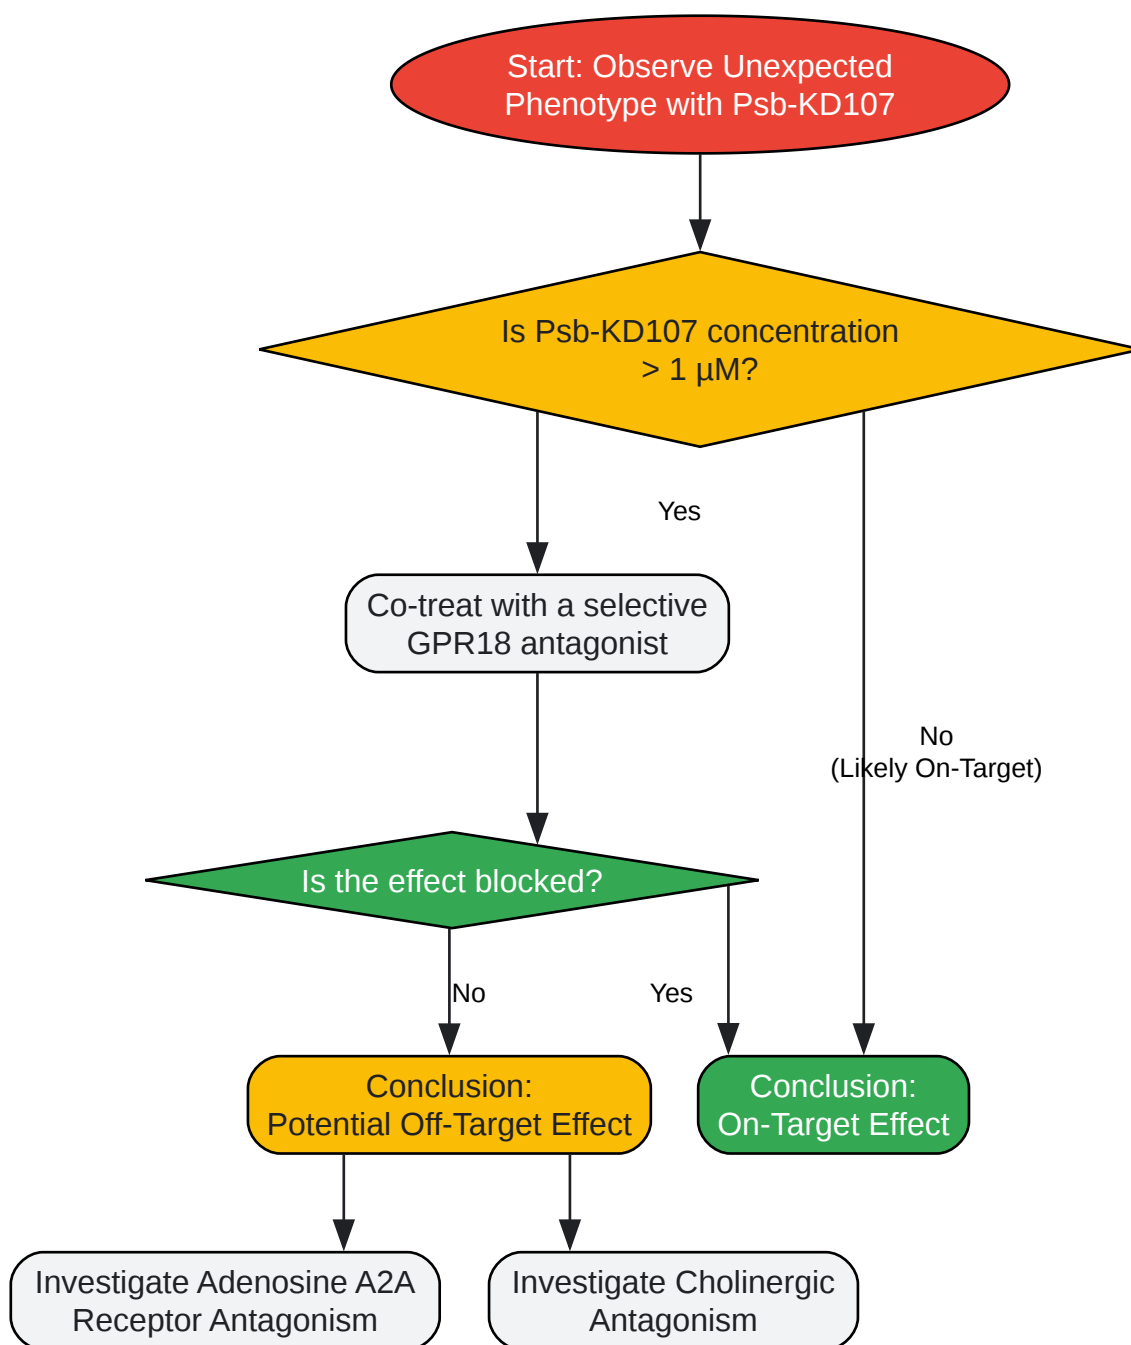 Start: Observe Unexpected
Phenotype with Psb-KD107
Is Psb-KD107 concentration
> 1 µM?
Yes
Co-treat with a selective
GPR18 antagonist
No
(Likely On-Target)
Is the effect blocked?
No
Yes
Conclusion:
Potential Off-Target Effect
Conclusion:
On-Target Effect
Investigate Adenosine A2A
Receptor Antagonism
Investigate Cholinergic
Antagonism